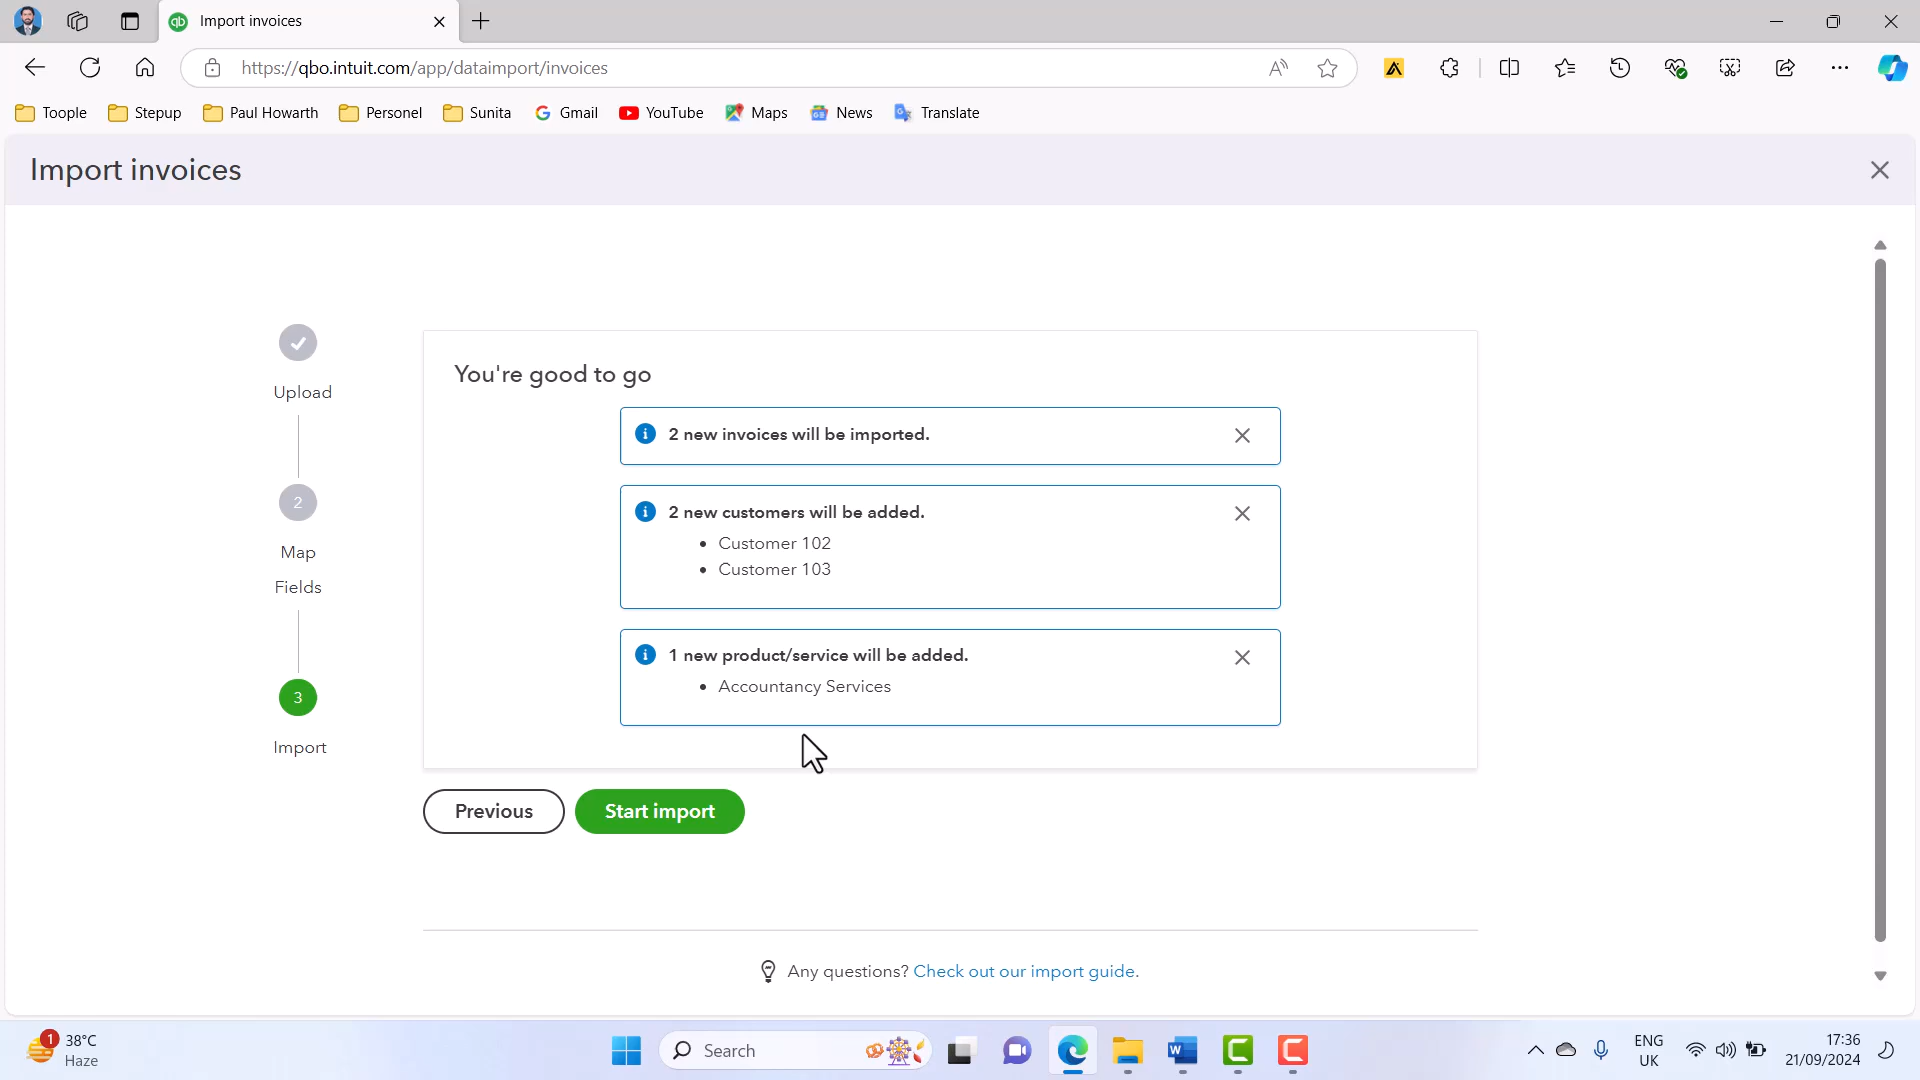 Import invoices
https://qbo.intuit.com/app/dataimport/invoices
Toople Stepup Paul Howarth Personel Sunita Gmail YouTube Maps News Translate
Import invoices
Upload
2
Map
Fields
3
Import
You're good to go
2 new invoices will be imported.
2 new customers will be added.
• Customer 102
• Customer 103
1 new product/service will be added.
• Accountancy Services
Previous Start import
Any questions? Check out our import guide.
1
38°C
Haze
Search
ENG
UK
17:36
21/09/2024